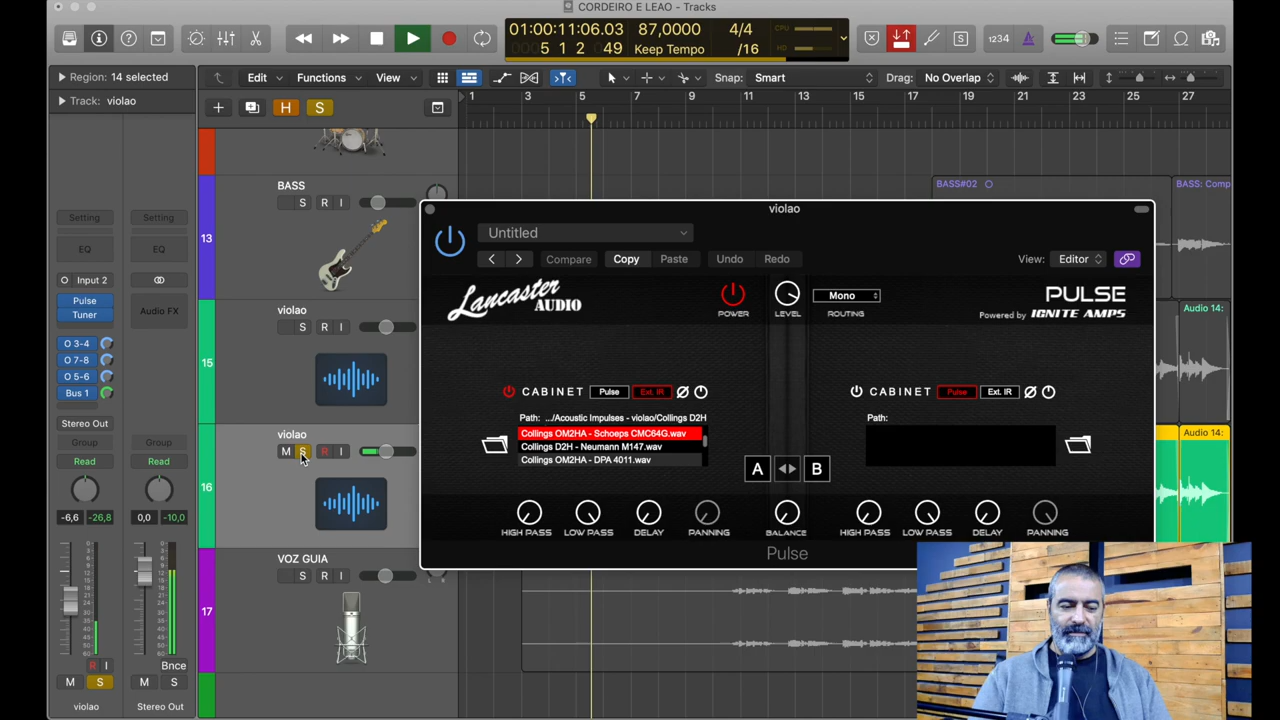 CORDEIRO E LEAO - Tracks
01:00:11:06.03
5 1 2 49
87,0000
Keep Tempo
4/4
/16
CPU
HD
1234
Region: 14 selected
Edit
Functions
View
Snap:
Smart
Drag:
No Overlap
Track: violao
H
S
1
3
5
7
9
11
13
15
17
19
21
23
25
27
BASS
S R I
13
BASS#02
BASS: Comp
violao
S R I
15
Audio 14:
violao
M S R I
16
Audio 14:
VOZ GUIA
S R I
17
Setting
Setting
EQ
EQ
Input 2
Pulse
Tuner
Audio FX
O 3-4
O 7-8
O 5-6
Bus 1
Stereo Out
Group
Group
Read
Read
-6,6
-26,8
0,0
-10,0
R I
Bnce
M S
M S
violao
Stereo Out
violao
Untitled
Compare
Copy
Paste
Undo
Redo
View:
Editor
Lancaster
AUDIO
POWER
LEVEL
Mono
ROUTING
PULSE
Powered by IGNITE AMPS
CABINET
Pulse
Ext. IR
Path: .../Acoustic Impulses - violao/Collings D2H
Collings OM2HA - Schoeps CMC64G.wav
Collings D2H - Neumann M147.wav
Collings OM2HA - DPA 4011.wav
CABINET
Pulse
Ext. IR
Path:
A
B
HIGH PASS
LOW PASS
DELAY
PANNING
BALANCE
HIGH PASS
LOW PASS
DELAY
PANNING
Pulse